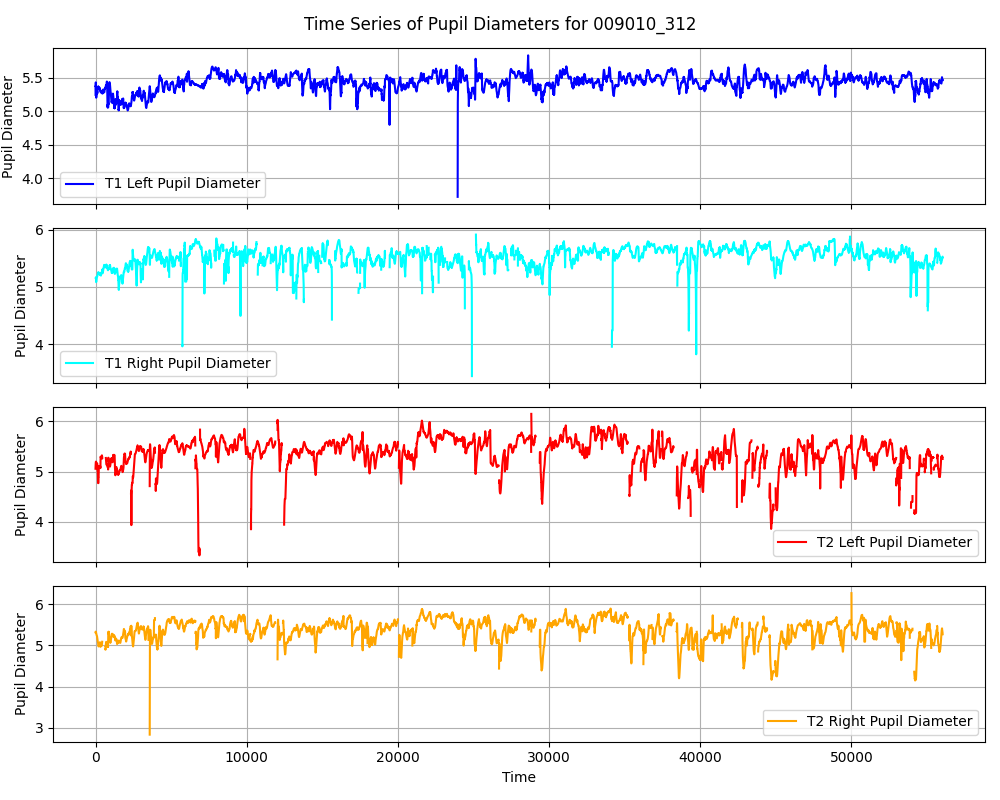 Time Series of Pupil Diameters for 009010_312
Pupil Diameter
5.5
5.0
4.5
4.0
T1 Left Pupil Diameter
Pupil Diameter
6
5
4
T1 Right Pupil Diameter
Pupil Diameter
6
5
4
T2 Left Pupil Diameter
Pupil Diameter
6
5
4
3
T2 Right Pupil Diameter
0 10000 20000 30000 40000 50000
Time